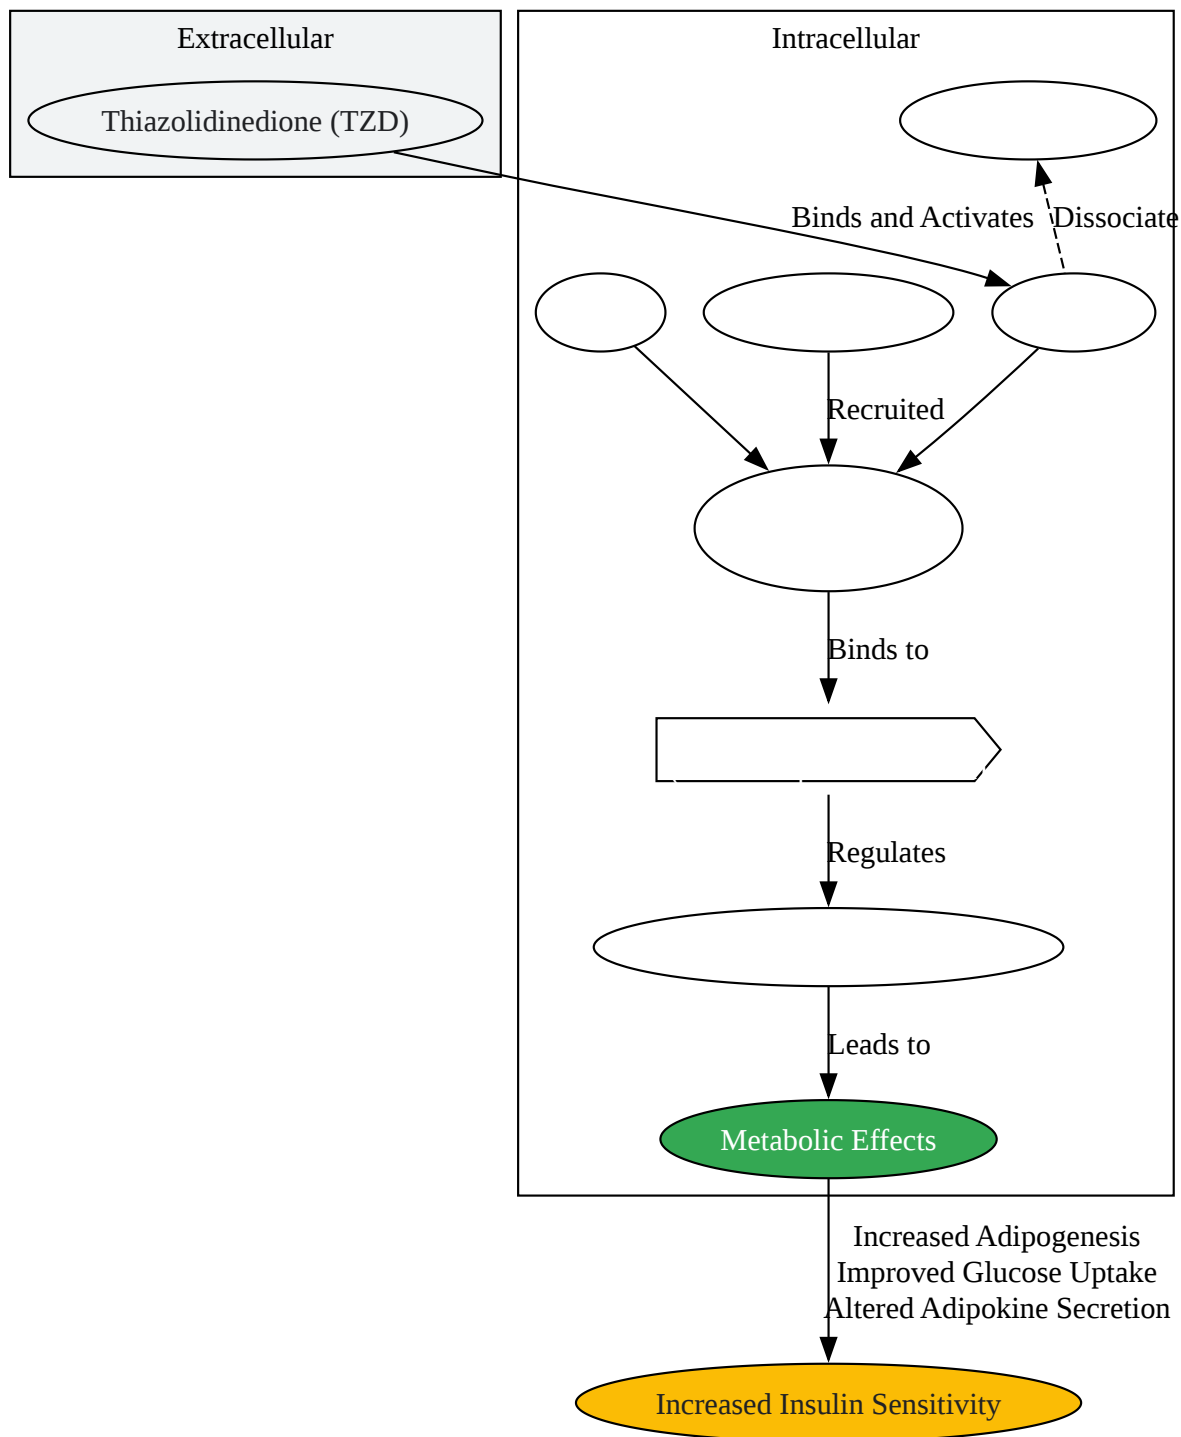 Extracellular
Intracellular
Thiazolidinedione (TZD)
Binds and Activates
Dissociate
Recruited
Binds to
Regulates
Leads to
Metabolic Effects
Increased Adipogenesis
Improved Glucose Uptake
Altered Adipokine Secretion
Increased Insulin Sensitivity